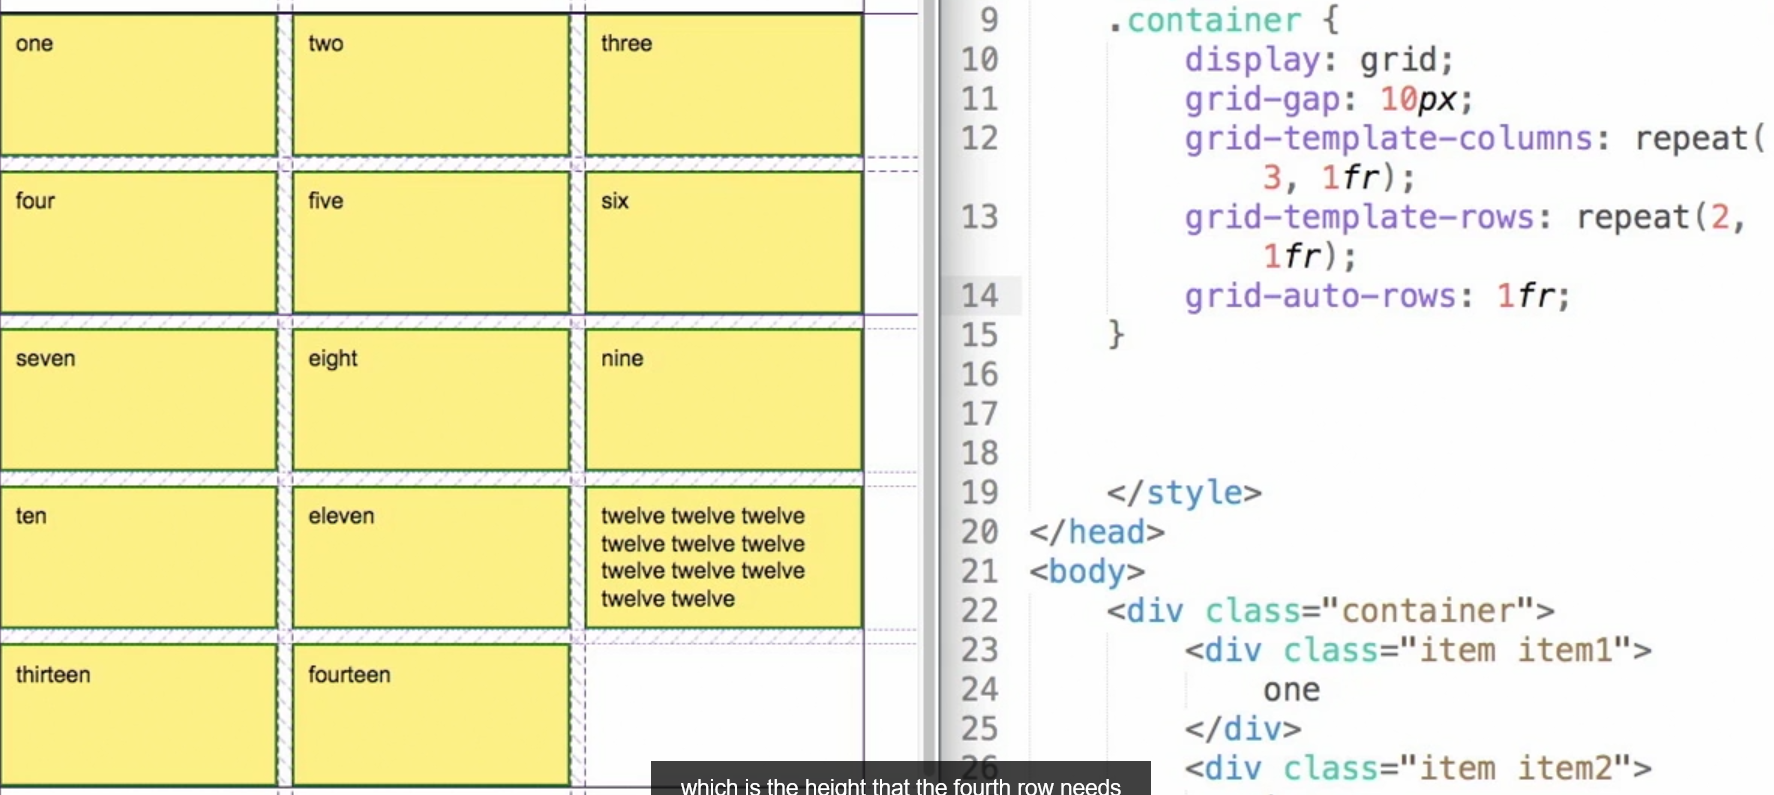 one
two
three
four
five
six
seven
eight
nine
ten
eleven
twelve twelve twelve
twelve twelve twelve
twelve twelve twelve
twelve twelve
thirteen
fourteen
9 .container {
10 display: grid;
11 grid-gap: 10px;
12 grid-template-columns: repeat(
3, 1fr);
13 grid-template-rows: repeat(2,
1fr);
14 grid-auto-rows: 1fr;
15 }
16
17
18
19 </style>
20 </head>
21 <body>
22 <div class="container">
23 <div class="item item1">
24 one
25 </div>
26 <div class="item item2">
which is the height that the fourth row needs